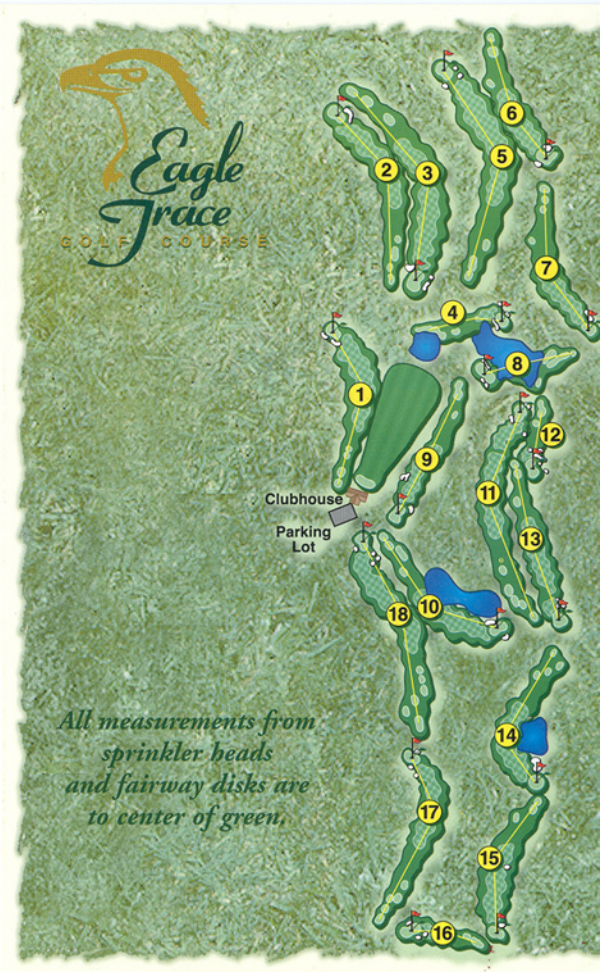 Eagle
Trace
GOLF COURSE
6
5
2
3
7
4
8
1
12
9
11
Clubhouse
Parking
Lot
13
10
18
14
17
15
16
All measurements from
sprinkler heads
and fairway disks are
to center of green.